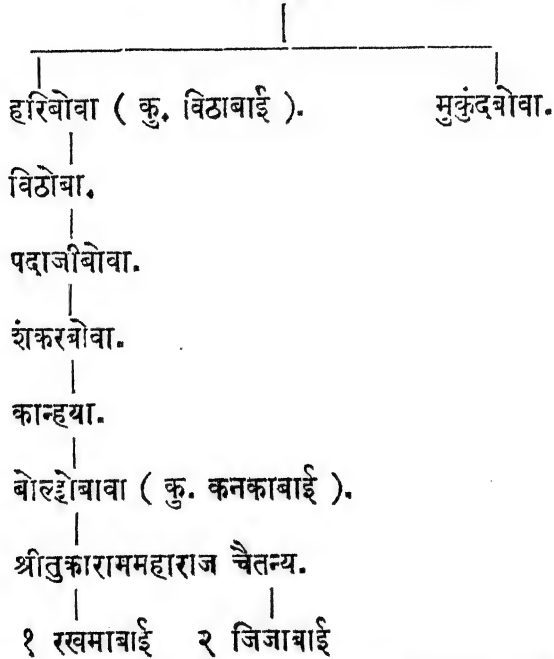 हरिबोवा ( कु. विठाबाई ). मुकुंदबोवा.
विठोबा.
पदाजीबोवा.
शंकरबोवा.
कान्हया.
बोल्होबावा ( कु. कनकाबाई ).
श्रीतुकाराममहाराज चैतन्य.
१ रखमाबाई २ जिजाबाई